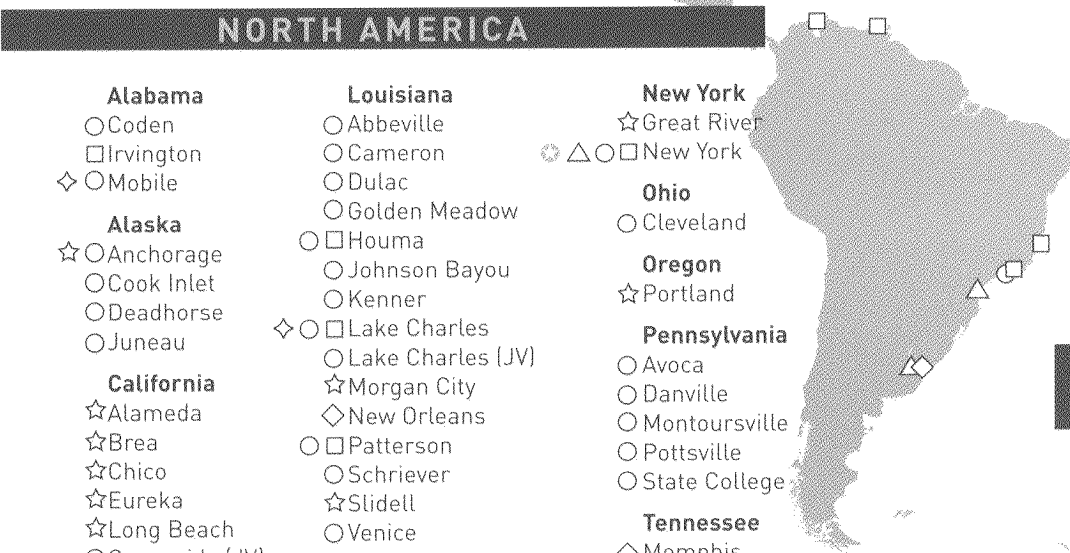 NORTH AMERICA
Alabama
Coden
Irvington
Mobile
Alaska
Anchorage
Cook Inlet
Deadhorse
Juneau
California
Alameda
Brea
Chico
Eureka
Long Beach
Louisiana
Abbeville
Cameron
Dulac
Golden Meadow
Houma
Johnson Bayou
Kenner
Lake Charles
Lake Charles (JV)
Morgan City
New Orleans
Patterson
Schriever
Slidell
Venice
New York
Great River
New York
Ohio
Cleveland
Oregon
Portland
Pennsylvania
Avoca
Danville
Montoursville
Pottsville
State College
Tennessee
Memphis